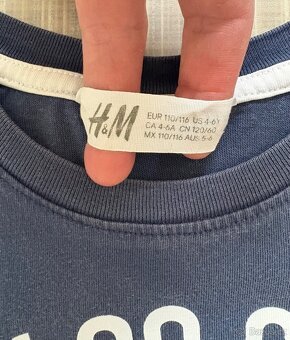 H&M
EUR 110/116 US 4-6Y
CA 4-6A CN 120/60
MX 110/116 AUS 5-6